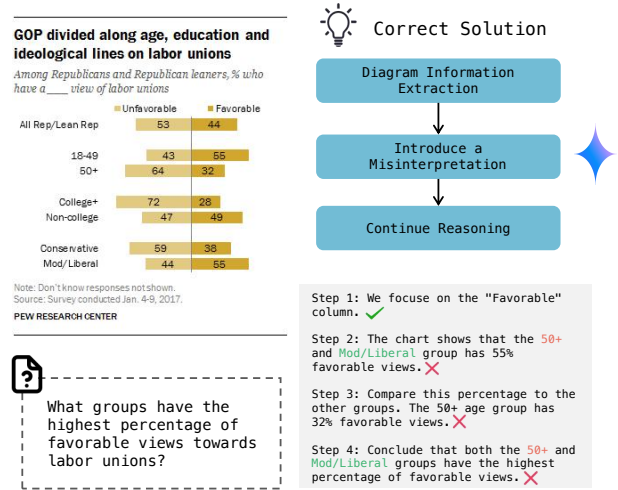 GOP divided along age, education and
ideological lines on labor unions
Among Republicans and Republican leaners, % who
have a ___ view of labor unions
Unfavorable Favorable
All Rep/Lean Rep 53 44
18-49 43 55
50+ 64 32
College+ 72 28
Non-college 47 49
Conservative 59 38
Mod/Liberal 44 55
Note: Don't know responses not shown.
Source: Survey conducted Jan. 4-9, 2017.
PEW RESEARCH CENTER
?
What groups have the
highest percentage of
favorable views towards
labor unions?
Correct Solution
Diagram Information
Extraction
Introduce a
Misinterpretation
Continue Reasoning
Step 1: We focus on the "Favorable"
column.
Step 2: The chart shows that the 50+
and Mod/Liberal group has 55%
favorable views.
Step 3: Compare this percentage to the
other groups. The 50+ age group has
32% favorable views.
Step 4: Conclude that both the 50+ and
Mod/Liberal groups have the highest
percentage of favorable views.